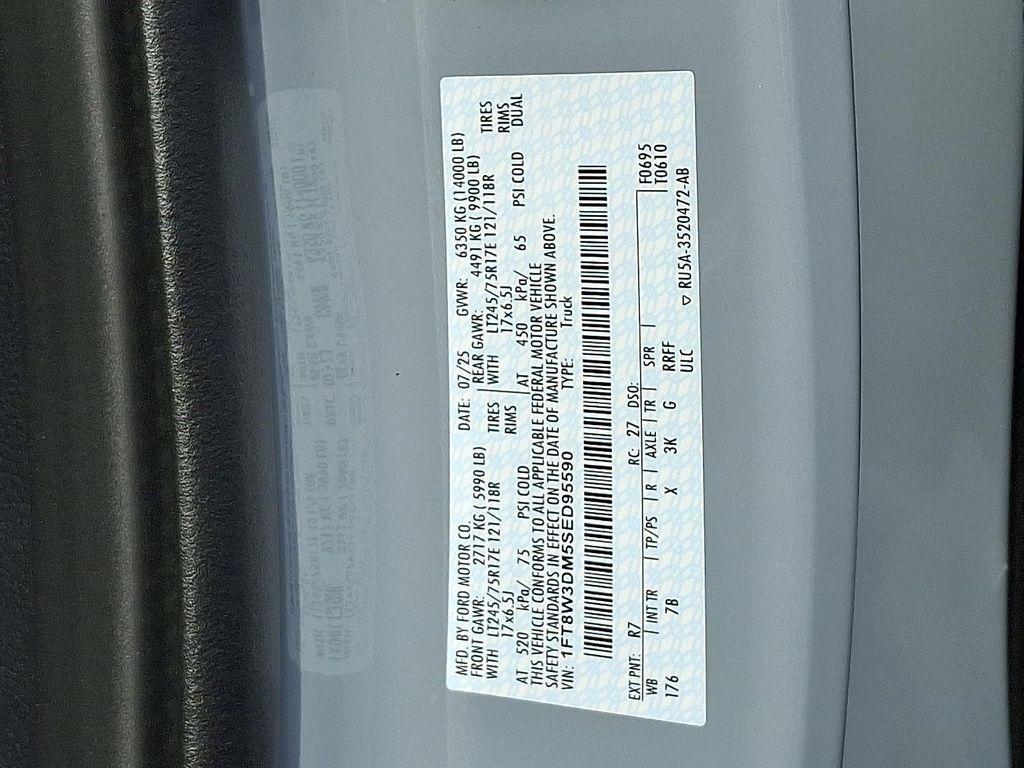 MFD. BY FORD MOTOR CO.
DATE: 07/25 GVWR: 6350 KG (14000 LB)
FRONT GAWR: 2717 KG ( 5990 LB) REAR GAWR: 4491 KG ( 9900 LB)
WITH LT245/75R17E 121/118R TIRES WITH LT245/75R17E 121/118R TIRES
17x6.5J RIMS 17x6.5J RIMS
AT 520 kPa/ 75 PSI COLD AT 450 kPa/ 65 PSI COLD DUAL
THIS VEHICLE CONFORMS TO ALL APPLICABLE FEDERAL MOTOR VEHICLE
SAFETY STANDARDS IN EFFECT ON THE DATE OF MANUFACTURE SHOWN ABOVE.
VIN: 1FT8W3DM5SED95590 TYPE: Truck
EXT PNT: R7 RC: 27 DSO: F0695
WB INT TR TP/PS R AXLE TR SPR T0610
176 7B X 3K G RRFF
ULC ▽ RU5A-3520472-AB